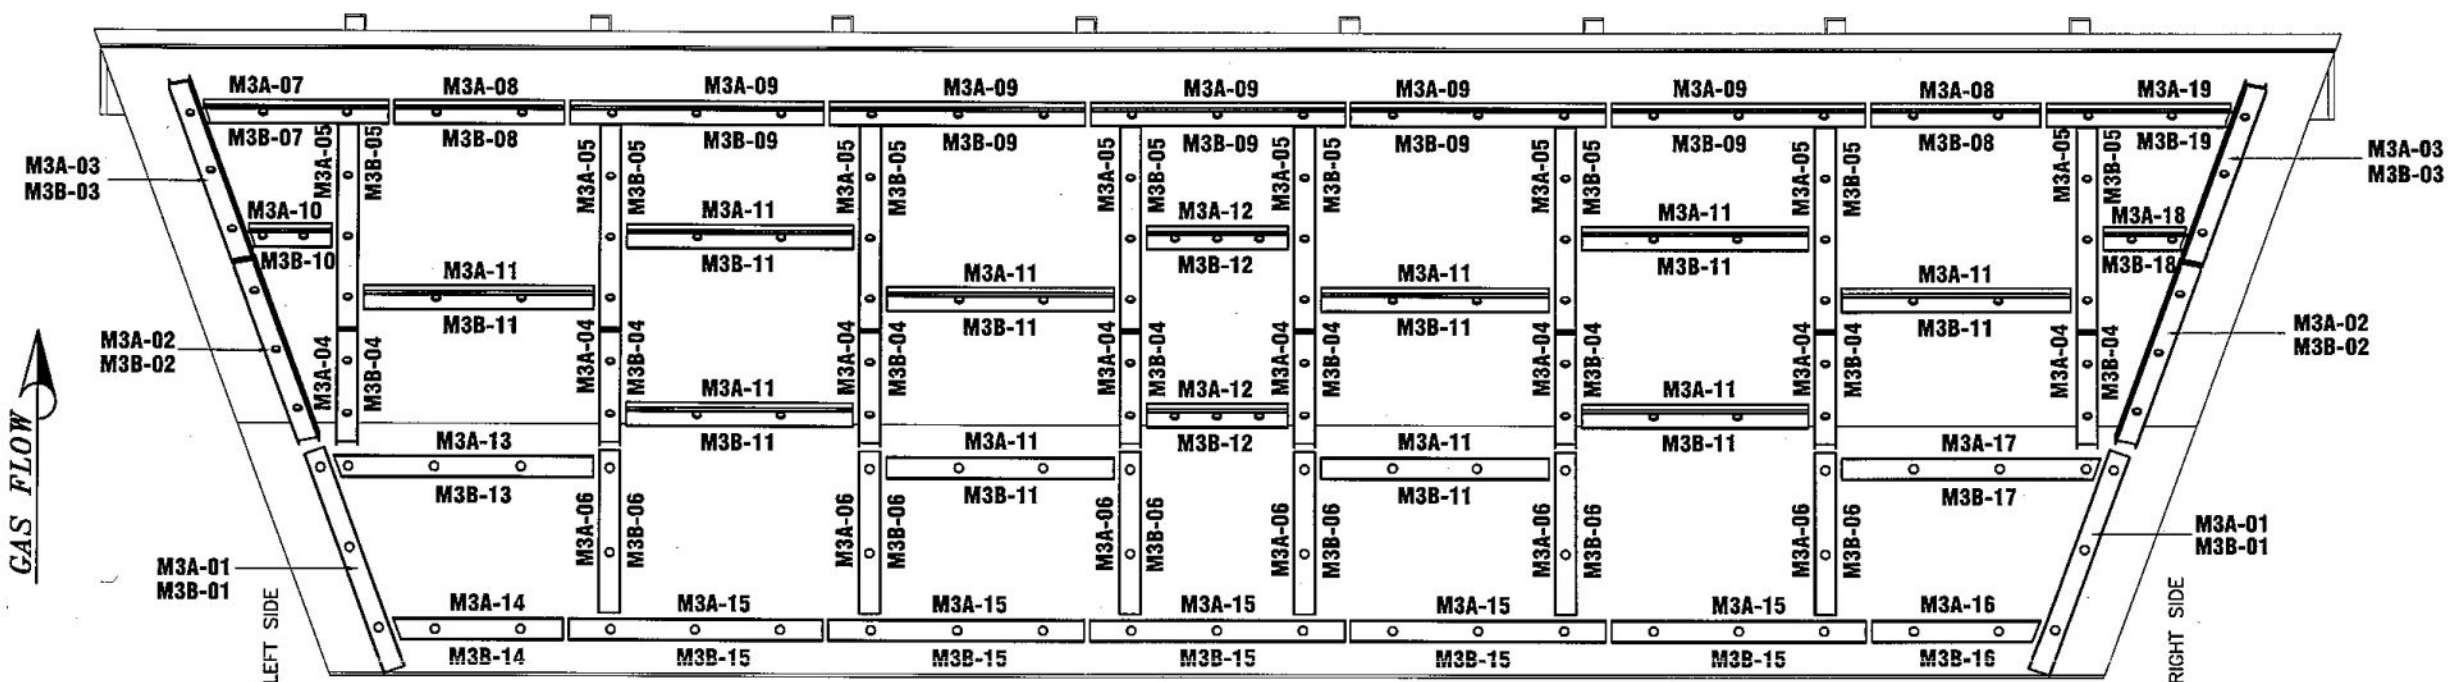 M3A-07 M3A-08 M3A-09 M3A-09 M3A-09 M3A-09 M3A-09 M3A-08 M3A-19
M3B-07 M3B-08 M3B-09 M3B-09 M3B-09 M3B-09 M3B-09 M3B-08 M3B-19
M3A-03
M3B-03
M3A-05
M3B-05
M3A-05
M3B-05
M3A-05
M3B-05
M3A-05
M3B-05
M3A-05
M3B-05
M3A-05
M3B-05
M3A-05
M3B-05
M3A-05
M3B-05
M3A-03
M3B-03
M3A-10 M3A-11 M3A-12 M3A-11 M3A-18
M3B-10 M3B-11 M3B-12 M3B-11 M3B-18
M3A-11 M3A-11 M3A-11 M3A-11
M3B-11 M3B-11 M3B-11 M3B-11
M3A-02
M3B-02
M3A-04
M3B-04
M3A-04
M3B-04
M3A-04
M3B-04
M3A-04
M3B-04
M3A-04
M3B-04
M3A-04
M3B-04
M3A-04
M3B-04
M3A-04
M3B-04
M3A-02
M3B-02
M3A-11 M3A-12 M3A-11
M3B-11 M3B-12 M3B-11
M3A-13 M3A-11 M3A-11 M3A-17
M3B-13 M3B-11 M3B-11 M3B-17
GAS FLOW
M3A-06
M3B-06
M3A-06
M3B-06
M3A-06
M3B-06
M3A-06
M3B-06
M3A-06
M3B-06
M3A-06
M3B-06
M3A-01
M3B-01
M3A-01
M3B-01
LEFT SIDE
RIGHT SIDE
M3A-14 M3A-15 M3A-15 M3A-15 M3A-15 M3A-15 M3A-16
M3B-14 M3B-15 M3B-15 M3B-15 M3B-15 M3B-15 M3B-16